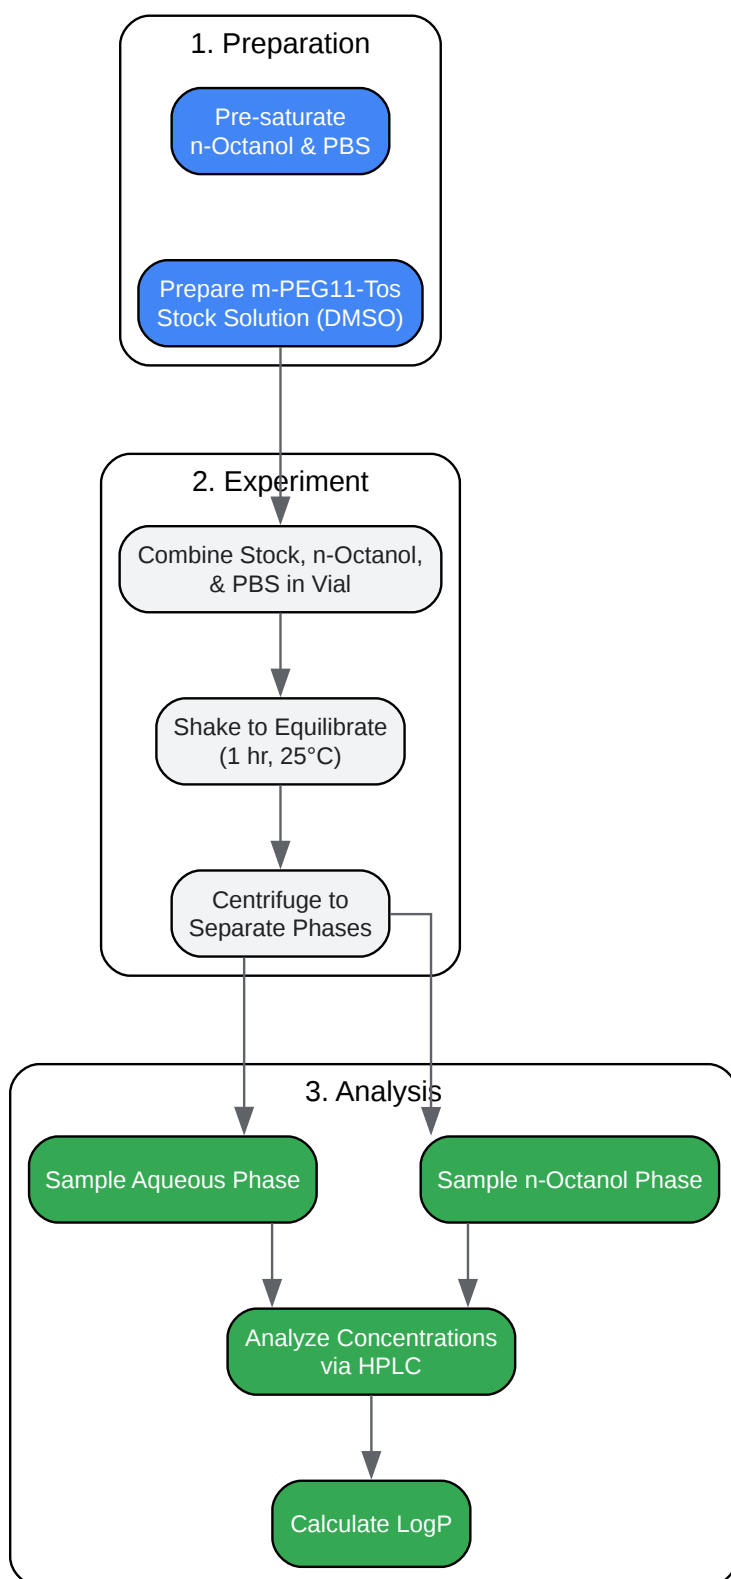 1. Preparation
Pre-saturate
n-Octanol & PBS
Prepare m-PEG11-Tos
Stock Solution (DMSO)
2. Experiment
Combine Stock, n-Octanol,
& PBS in Vial
Shake to Equilibrate
(1 hr, 25°C)
Centrifuge to
Separate Phases
3. Analysis
Sample Aqueous Phase
Sample n-Octanol Phase
Analyze Concentrations
via HPLC
Calculate LogP